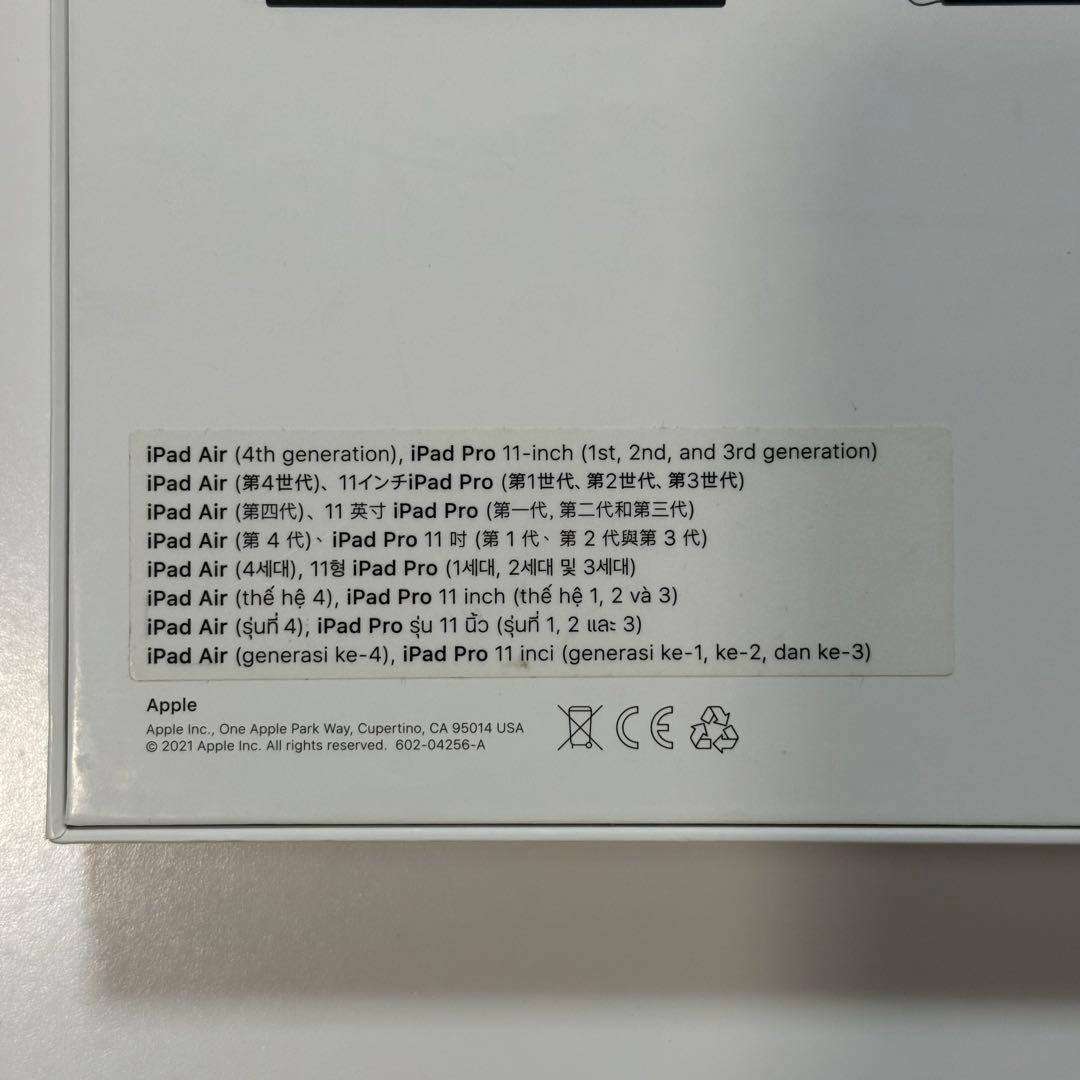 iPad Air (4th generation), iPad Pro 11-inch (1st, 2nd, and 3rd generation)
iPad Air (第4世代)、11インチiPad Pro (第1世代、第2世代、第3世代)
iPad Air (第四代)、11 英寸 iPad Pro (第一代, 第二代和第三代)
iPad Air (第 4 代)、iPad Pro 11 吋 (第 1 代、第 2 代與第 3 代)
iPad Air (4세대), 11형 iPad Pro (1세대, 2세대 및 3세대)
iPad Air (thế hệ 4), iPad Pro 11 inch (thế hệ 1, 2 và 3)
iPad Air (รุ่นที่ 4), iPad Pro รุ่น 11 นิ้ว (รุ่นที่ 1, 2 และ 3)
iPad Air (generasi ke-4), iPad Pro 11 inci (generasi ke-1, ke-2, dan ke-3)
Apple
Apple Inc., One Apple Park Way, Cupertino, CA 95014 USA
© 2021 Apple Inc. All rights reserved. 602-04256-A
CE